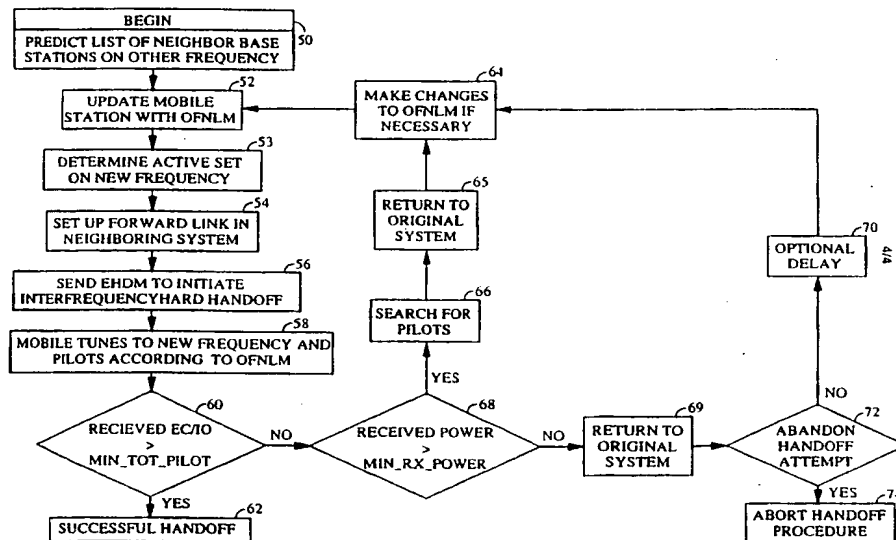 BEGIN
50
PREDICT LIST OF NEIGHBOR BASE
STATIONS ON OTHER FREQUENCY
52
UPDATE MOBILE
STATION WITH OFNLM
53
DETERMINE ACTIVE SET
ON NEW FREQUENCY
54
SET UP FORWARD LINK IN
NEIGHBORING SYSTEM
56
SEND EHDM TO INITIATE
INTERFREQUENCYHARD HANDOFF
58
MOBILE TUNES TO NEW FREQUENCY AND
PILOTS ACCORDING TO OFNLM
60
RECIEVED EC/IO
>
MIN_TOT_PILOT
NO
YES
62
SUCCESSFUL HANDOFF
64
MAKE CHANGES
TO OFNLM IF
NECESSARY
65
RETURN TO
ORIGINAL
SYSTEM
66
SEARCH FOR
PILOTS
YES
68
RECEIVED POWER
>
MIN_RX_POWER
NO
69
RETURN TO
ORIGINAL
SYSTEM
70
OPTIONAL
DELAY
4/4
NO
72
ABANDON
HANDOFF
ATTEMPT
YES
ABORT HANDOFF
PROCEDURE